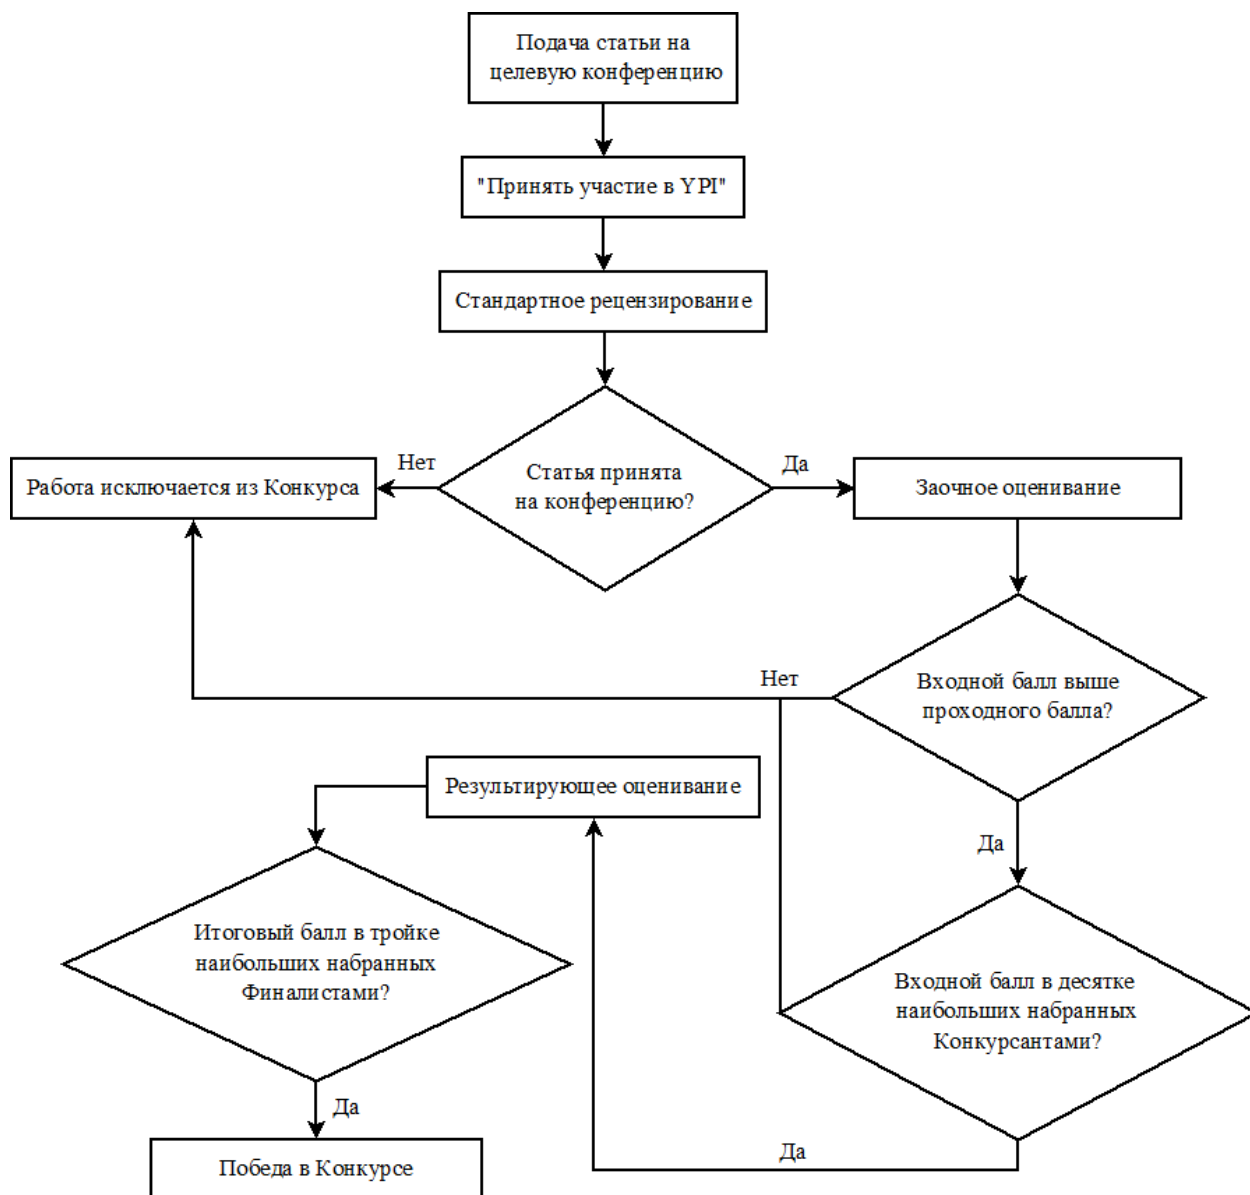 Подача статьи на
целевую конференцию
"Принять участие в YPI"
Стандартное рецензирование
Статья принята
на конференцию?
Нет
Да
Работа исключается из Конкурса
Заочное оценивание
Входной балл выше
проходного балла?
Нет
Да
Входной балл в десятке
наибольших набранных
Конкурсантами?
Да
Результирующее оценивание
Итоговый балл в тройке
наибольших набранных
Финалистами?
Да
Победа в Конкурсе